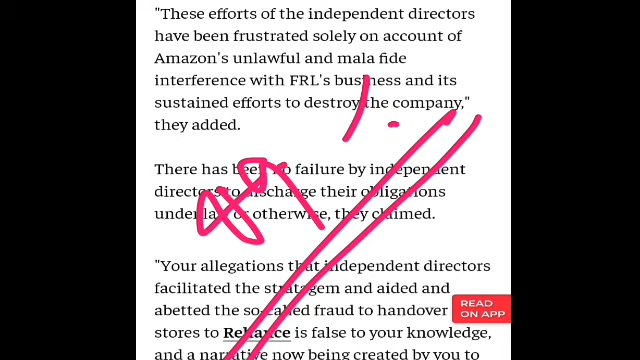 "These efforts of the independent directors
have been frustrated solely on account of
Amazon's unlawful and mala fide
interference with FRL's business and its
sustained efforts to destroy the company,"
they added.
There has been no failure by independent
directors to discharge their obligations
under law or otherwise, they claimed.
"Your allegations that independent directors
facilitated the stratagem and aided and
abetted the so-called fraud to handover
stores to Reliance is false to your knowledge,
and a narrative now being created by you to
READ
ON APP